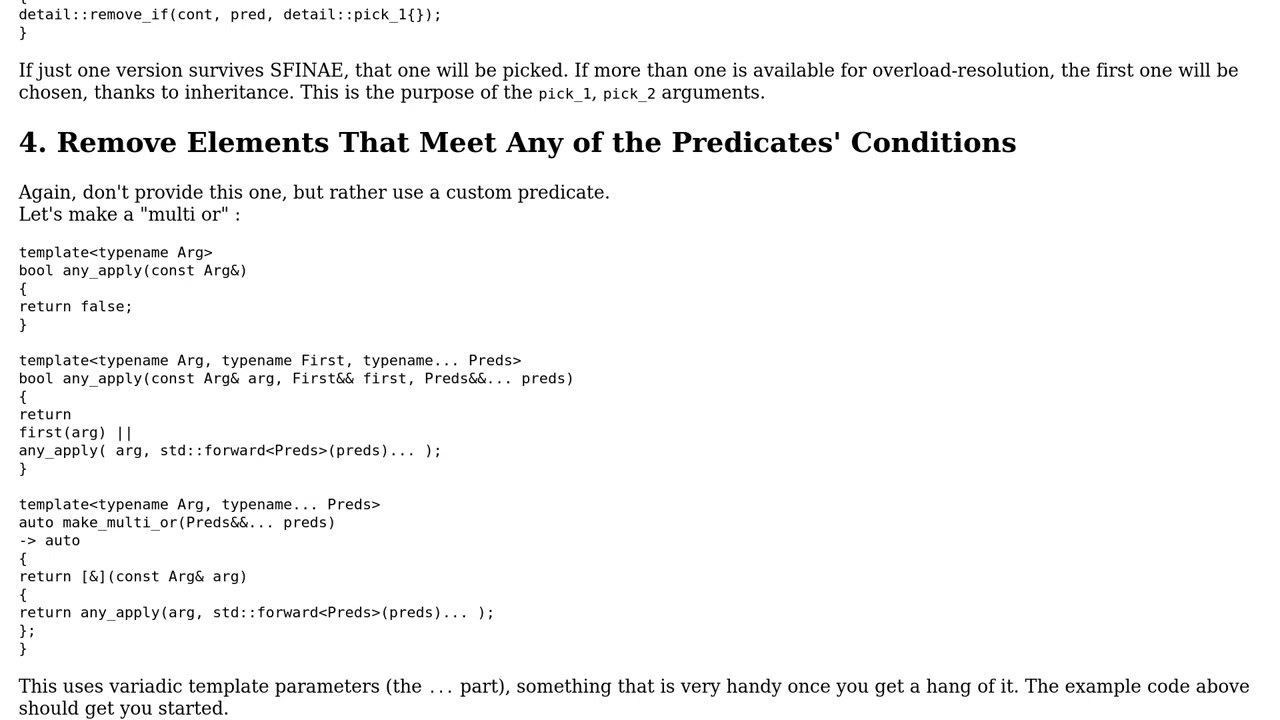 {
detail::remove_if(cont, pred, detail::pick_1{});
}
If just one version survives SFINAE, that one will be picked. If more than one is available for overload-resolution, the first one will be
chosen, thanks to inheritance. This is the purpose of the pick_1, pick_2 arguments.
4. Remove Elements That Meet Any of the Predicates' Conditions
Again, don't provide this one, but rather use a custom predicate.
Let's make a "multi or" :
template<typename Arg>
bool any_apply(const Arg&)
{
return false;
}
template<typename Arg, typename First, typename... Preds>
bool any_apply(const Arg& arg, First&& first, Preds&&... preds)
{
return
first(arg) ||
any_apply( arg, std::forward<Preds>(preds)... );
}
template<typename Arg, typename... Preds>
auto make_multi_or(Preds&&... preds)
-> auto
{
return [&](const Arg& arg)
{
return any_apply(arg, std::forward<Preds>(preds)... );
};
}
This uses variadic template parameters (the ... part), something that is very handy once you get a hang of it. The example code above
should get you started.